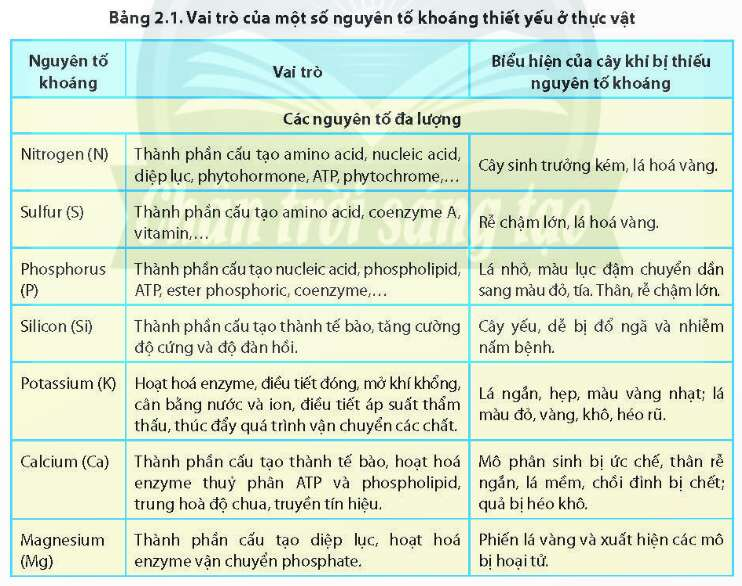 Bảng 2.1. Vai trò của một số nguyên tố khoáng thiết yếu ở thực vật
Nguyên tố
khoáng
Vai trò
Biểu hiện của cây khi bị thiếu
nguyên tố khoáng
Các nguyên tố đa lượng
Nitrogen (N)
Thành phần cấu tạo amino acid, nucleic acid,
diệp lục, phytohormone, ATP, phytochrome,...
Cây sinh trưởng kém, lá hoá vàng.
Sulfur (S)
Thành phần cấu tạo amino acid, coenzyme A,
vitamin,...
Rễ chậm lớn, lá hoá vàng.
Phosphorus
(P)
Thành phần cấu tạo nucleic acid, phospholipid,
ATP, ester phosphoric, coenzyme,...
Lá nhỏ, màu lục đậm chuyển dần
sang màu đỏ, tía. Thân, rễ chậm lớn.
Silicon (Si)
Thành phần cấu tạo thành tế bào, tăng cường
độ cứng và độ đàn hồi.
Cây yếu, dễ bị đổ ngã và nhiễm
nấm bệnh.
Potassium (K)
Hoạt hoá enzyme, điều tiết đóng, mở khí khổng,
cân bằng nước và ion, điều tiết áp suất thẩm
thấu, thúc đẩy quá trình vận chuyển các chất.
Lá ngắn, hẹp, màu vàng nhạt; lá
màu đỏ, vàng, khô, héo rũ.
Calcium (Ca)
Thành phần cấu tạo thành tế bào, hoạt hoá
enzyme thuỷ phân ATP và phospholipid,
trung hoà độ chua, truyền tín hiệu.
Mô phân sinh bị ức chế, thân rễ
ngắn, lá mềm, chồi đỉnh bị chết;
quả bị héo khô.
Magnesium
(Mg)
Thành phần cấu tạo diệp lục, hoạt hoá
enzyme vận chuyển phosphate.
Phiến lá vàng và xuất hiện các mô
bị hoại tử.
Chân trời sáng tạo